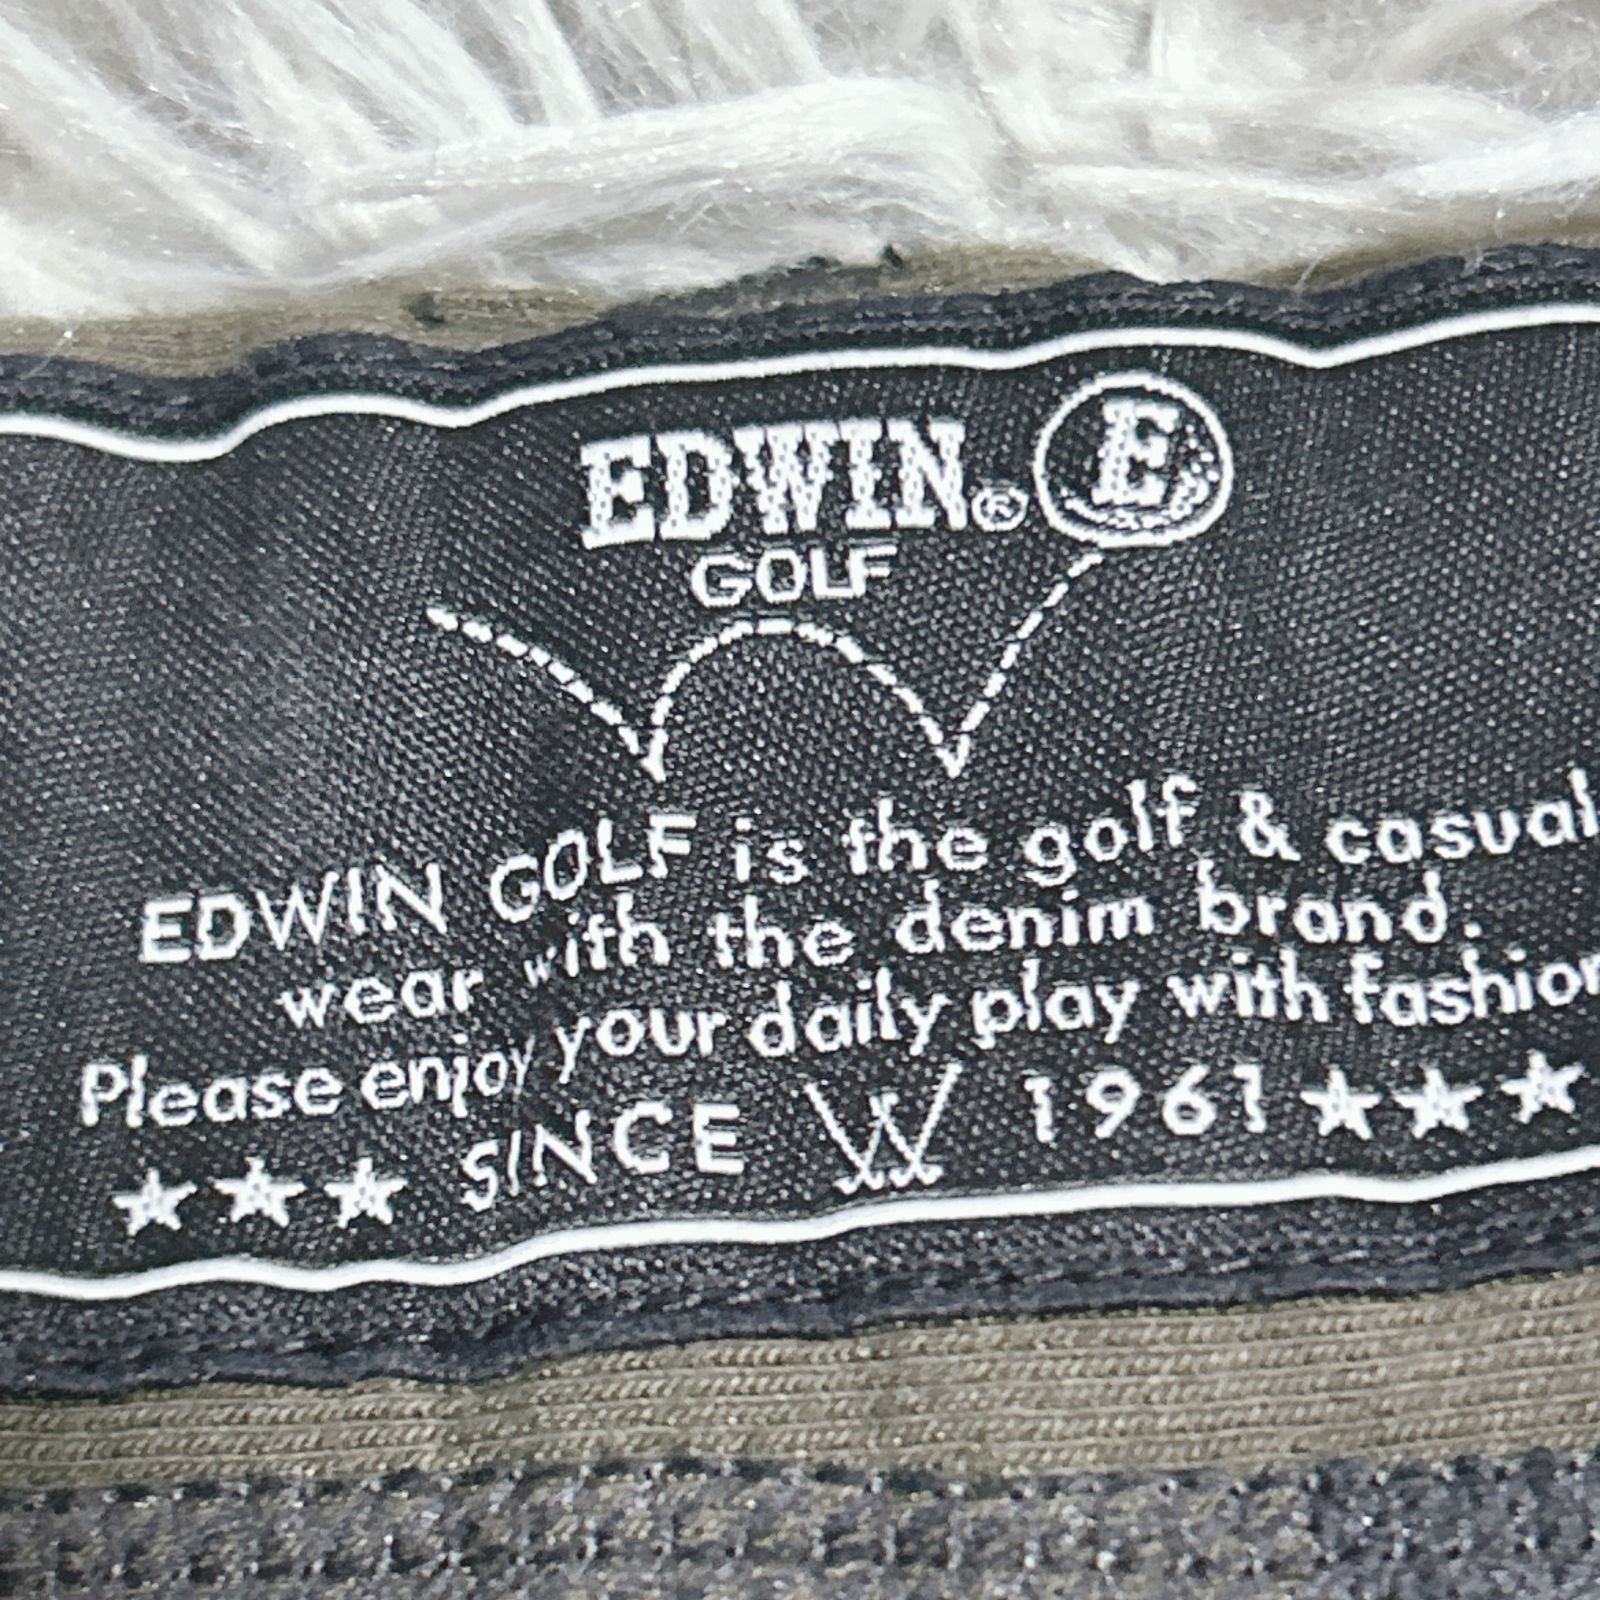 EDWIN® E
GOLF
EDWIN GOLF is the golf & casual
wear with the denim brand.
Please enjoy your daily play with fashion
★★★ SINCE W 1961 ★★★